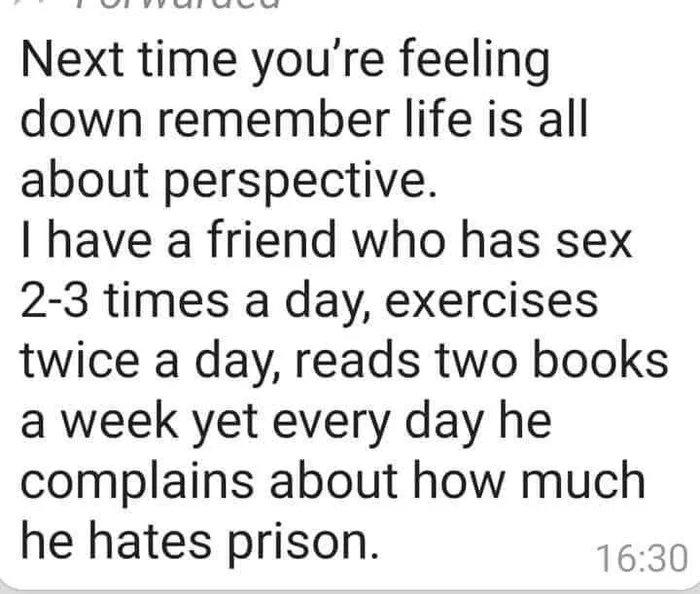 Forwarded
Next time you’re feeling
down remember life is all
about perspective.
I have a friend who has sex
2-3 times a day, exercises
twice a day, reads two books
a week yet every day he
complains about how much
he hates prison.
16:30